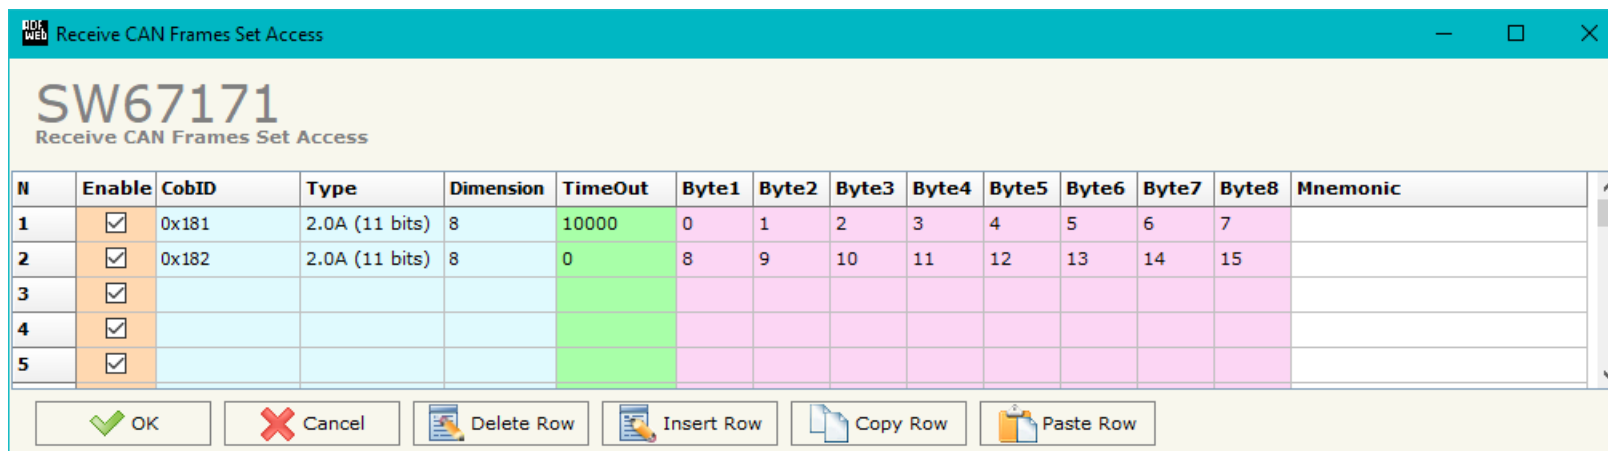 ADF WEB Receive CAN Frames Set Access
SW67171
Receive CAN Frames Set Access
N Enable CobID Type Dimension TimeOut Byte1 Byte2 Byte3 Byte4 Byte5 Byte6 Byte7 Byte8 Mnemonic
1 0x181 2.0A (11 bits) 8 10000 0 1 2 3 4 5 6 7
2 0x182 2.0A (11 bits) 8 0 8 9 10 11 12 13 14 15
3
4
5
OK Cancel Delete Row Insert Row Copy Row Paste Row